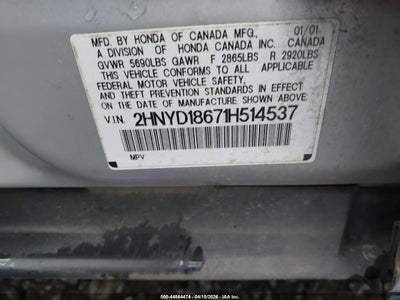 MFD. BY HONDA OF CANADA MFG., 01/01
A DIVISION OF HONDA CANADA INC. CANADA
GVWR 5690LBS GAWR F 2865LBS R 2920LBS
THIS VEHICLE CONFORMS TO ALL APPLICABLE
FEDERAL MOTOR VEHICLE SAFETY,
AND THEFT PREVENTION STANDARDS IN EFFECT
ON THE DATE OF MANUFACTURE SHOWN ABOVE.
V.I.N. 2HNYD18671H514537
MPV
000-44864474 - 04/15/2026 - IAA, Inc.